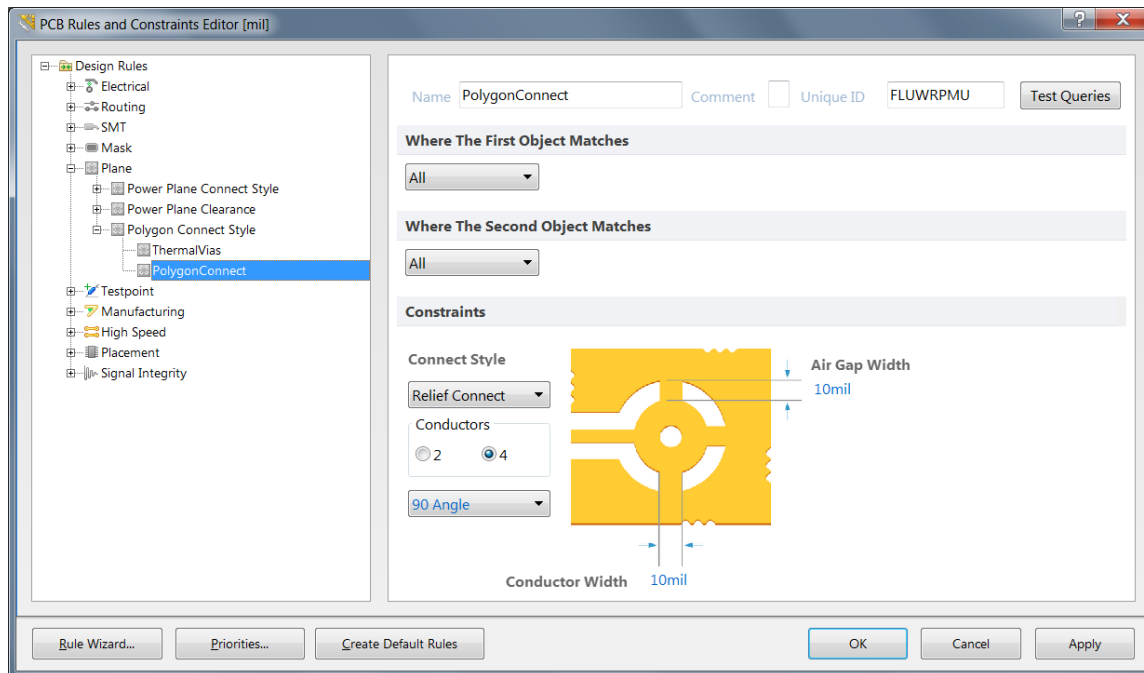 PCB Rules and Constraints Editor [mil]
Design Rules
Electrical
Routing
SMT
Mask
Plane
Power Plane Connect Style
Power Plane Clearance
Polygon Connect Style
ThermalVias
PolygonConnect
Testpoint
Manufacturing
High Speed
Placement
Signal Integrity
Name PolygonConnect Comment Unique ID FLUWRPMU Test Queries
Where The First Object Matches
All
Where The Second Object Matches
All
Constraints
Connect Style
Relief Connect
Conductors
2 4
90 Angle
Air Gap Width
10mil
Conductor Width 10mil
Rule Wizard... Priorities... Create Default Rules OK Cancel Apply